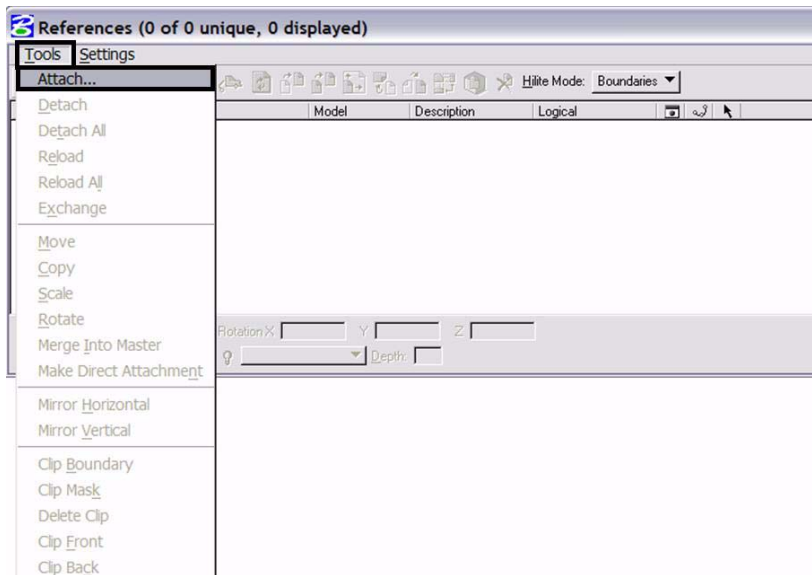 References (0 of 0 unique, 0 displayed)
Tools Settings
Attach...
Hilite Mode: Boundaries
Model Description Logical
Detach
Detach All
Reload
Reload All
Exchange
Move
Copy
Scale
Rotate
Rotation X Y Z
Merge Into Master
Depth:
Make Direct Attachment
Mirror Horizontal
Mirror Vertical
Clip Boundary
Clip Mask
Delete Clip
Clip Front
Clip Back